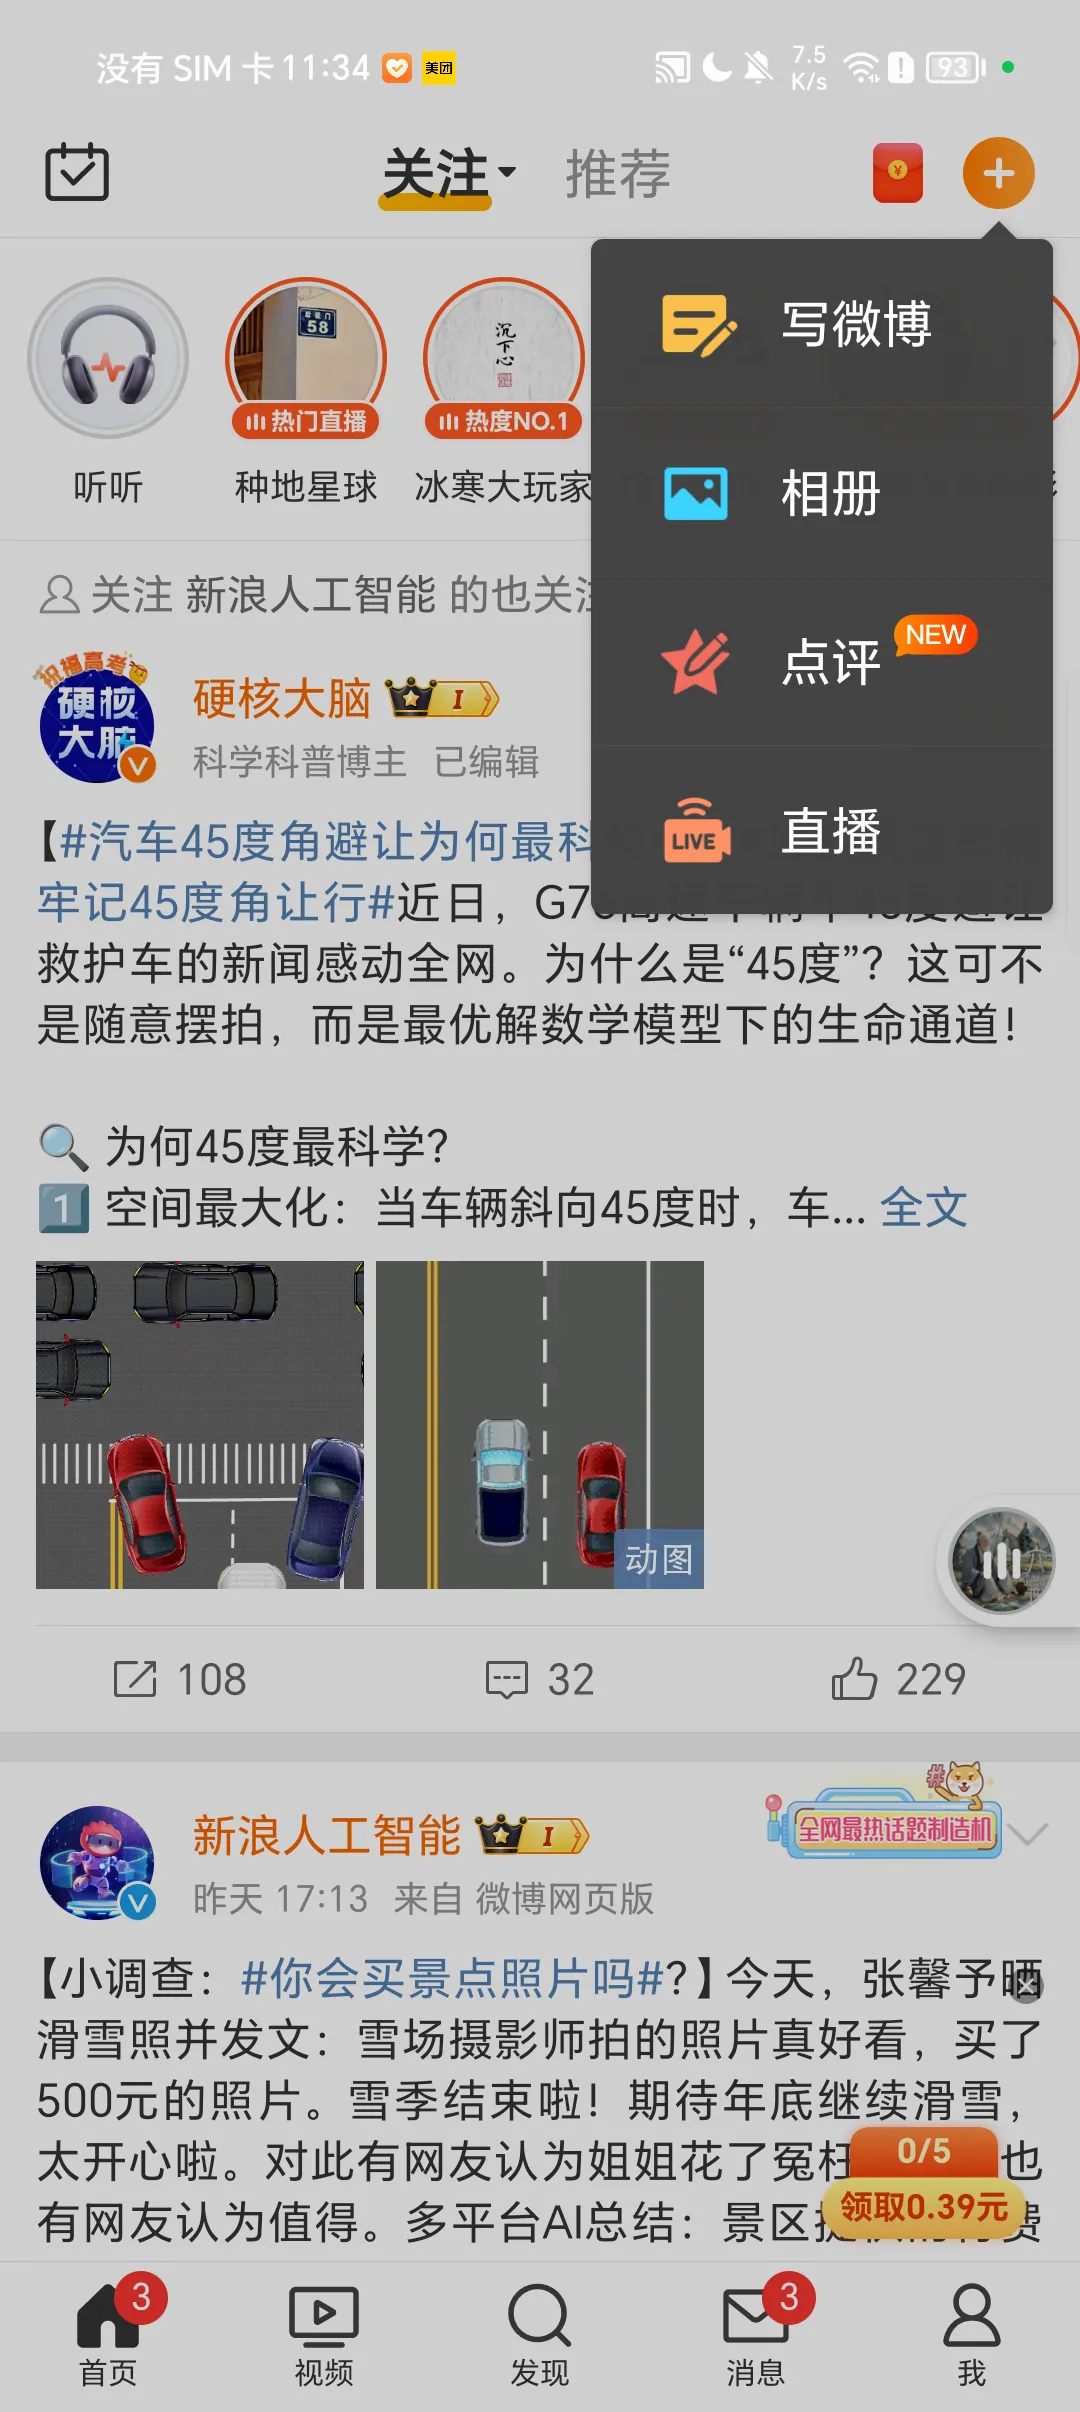 没有 SIM 卡 11:34 美团 7.5 K/s 93
关注 推荐
写微博
相册
点评 NEW
LIVE 直播
58
热门直播
沉下心
热度NO.1
听听 种地星球 冰寒大玩家
关注 新浪人工智能 的也关注
祝福高考
硬核大脑
硬核大脑 I
科学科普博主 已编辑
【#汽车45度角避让为何最科
牢记45度角让行#近日，G7
救护车的新闻感动全网。为什么是“45度”？这可不
是随意摆拍，而是最优解数学模型下的生命通道！
为何45度最科学？
1 空间最大化：当车辆斜向45度时，车... 全文
动图
108 32 229
全网最热话题制造机
新浪人工智能 I
昨天 17:13 来自 微博网页版
【小调查：#你会买景点照片吗#？】今天，张馨予晒
滑雪照并发文：雪场摄影师拍的照片真好看，买了
500元的照片。雪季结束啦！期待年底继续滑雪，
太开心啦。对此有网友认为姐姐花了冤枉 也
有网友认为值得。多平台AI总结：景区提供的付费
0/5
领取0.39元
3 3
首页 视频 发现 消息 我